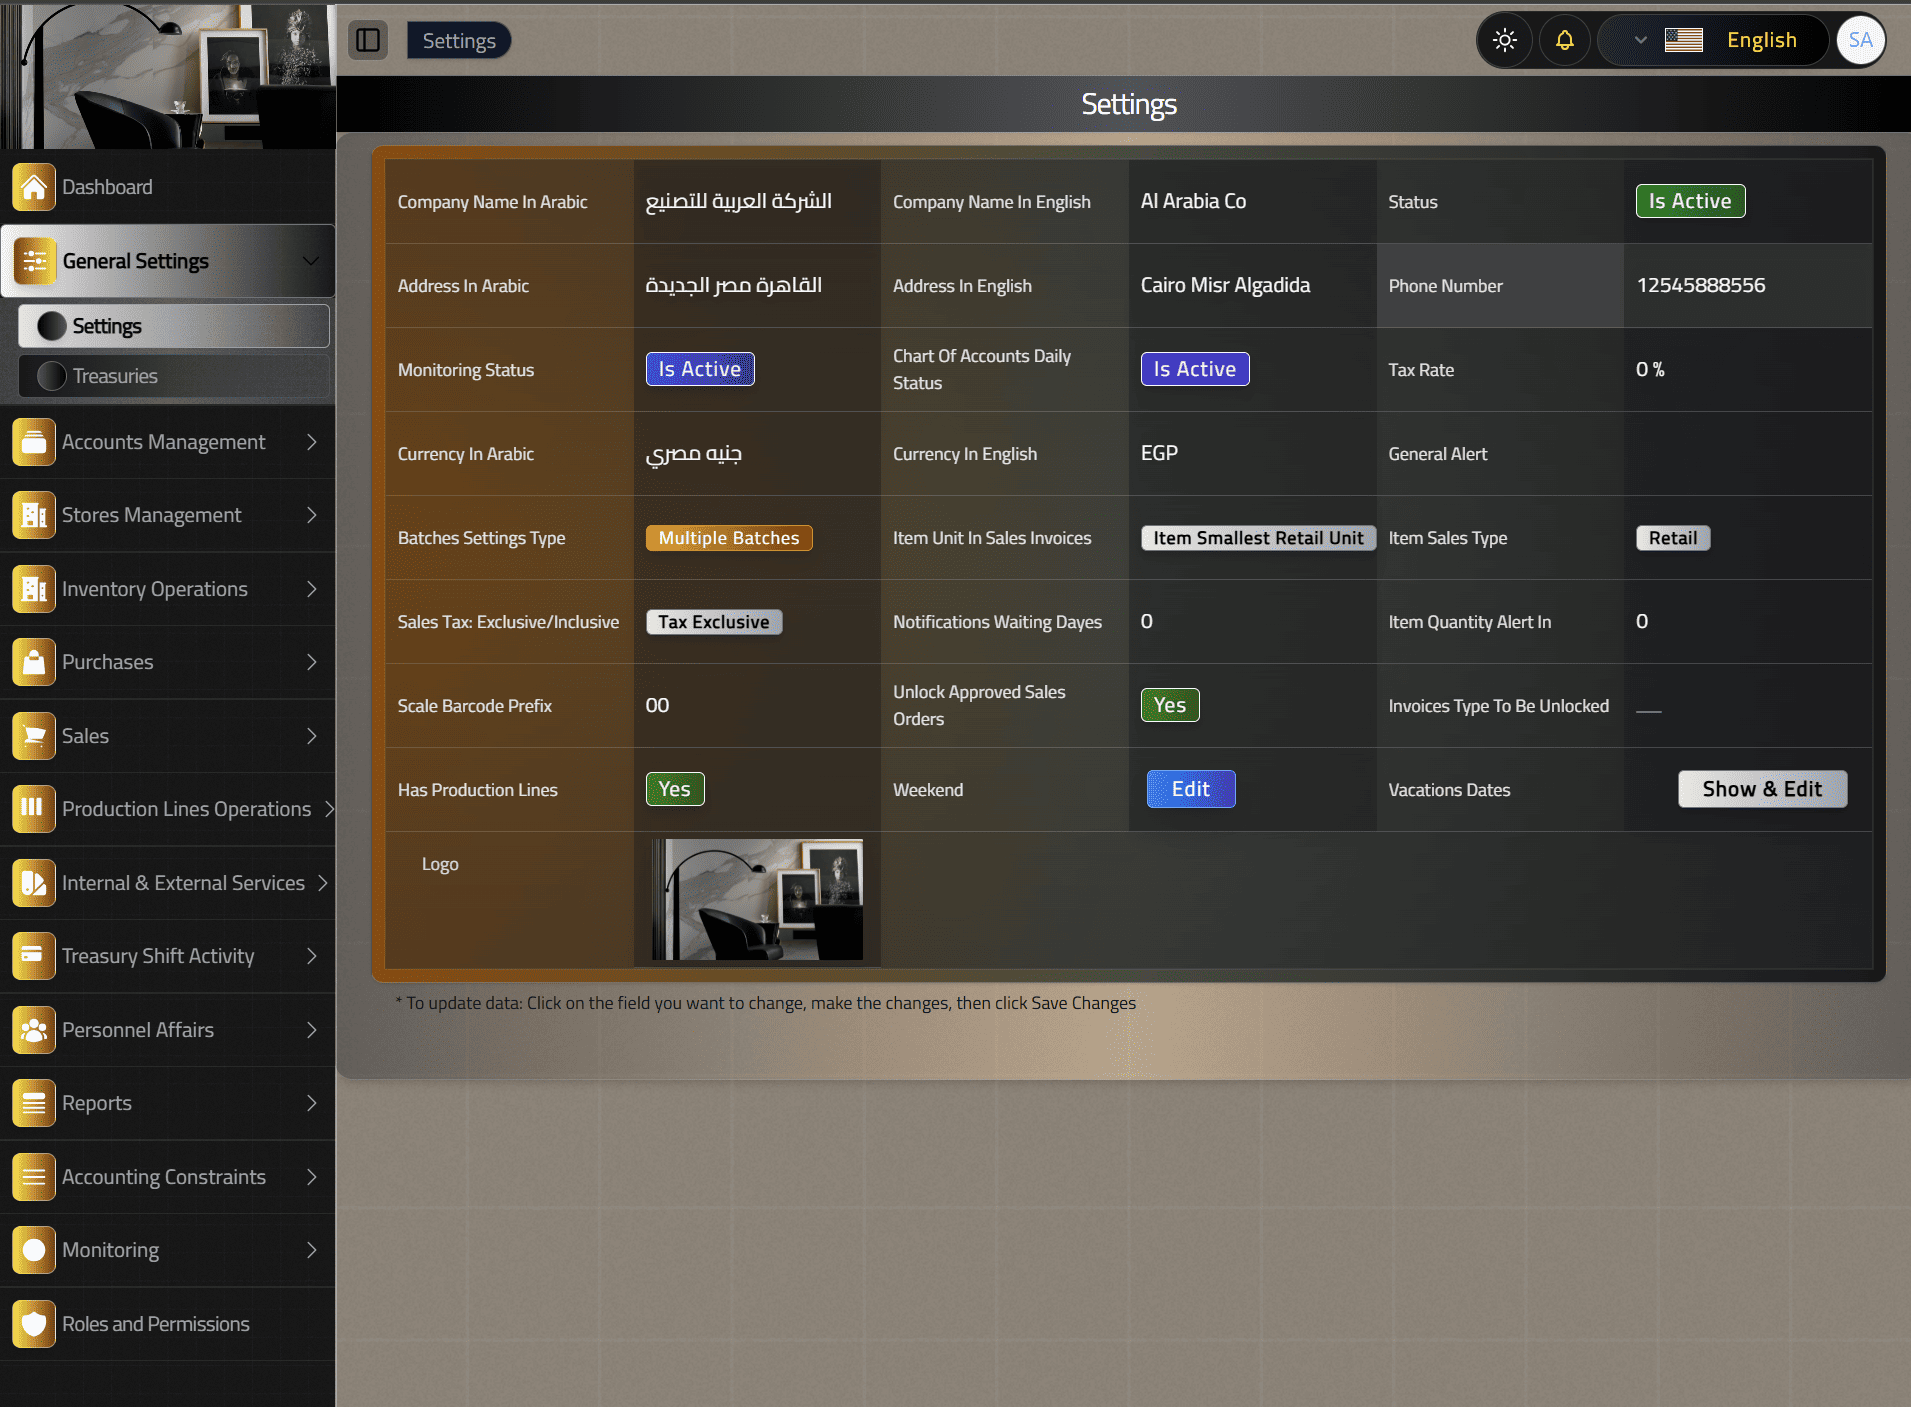 Settings
English
SA
Settings
Dashboard
General Settings
Settings
Treasuries
Accounts Management
Stores Management
Inventory Operations
Purchases
Sales
Production Lines Operations
Internal & External Services
Treasury Shift Activity
Personnel Affairs
Reports
Accounting Constraints
Monitoring
Roles and Permissions
Company Name In Arabic
الشركة العربية للتصنيع
Company Name In English
Al Arabia Co
Status
Is Active
Address In Arabic
القاهرة مصر الجديدة
Address In English
Cairo Misr Algadida
Phone Number
12545888556
Monitoring Status
Is Active
Chart Of Accounts Daily
Status
Is Active
Tax Rate
0 %
Currency In Arabic
جنيه مصري
Currency In English
EGP
General Alert
Batches Settings Type
Multiple Batches
Item Unit In Sales Invoices
Item Smallest Retail Unit
Item Sales Type
Retail
Sales Tax: Exclusive/Inclusive
Tax Exclusive
Notifications Waiting Dayes
0
Item Quantity Alert In
0
Scale Barcode Prefix
00
Unlock Approved Sales
Orders
Yes
Invoices Type To Be Unlocked
__
Has Production Lines
Yes
Weekend
Edit
Vacations Dates
Show & Edit
Logo
* To update data: Click on the field you want to change, make the changes, then click Save Changes